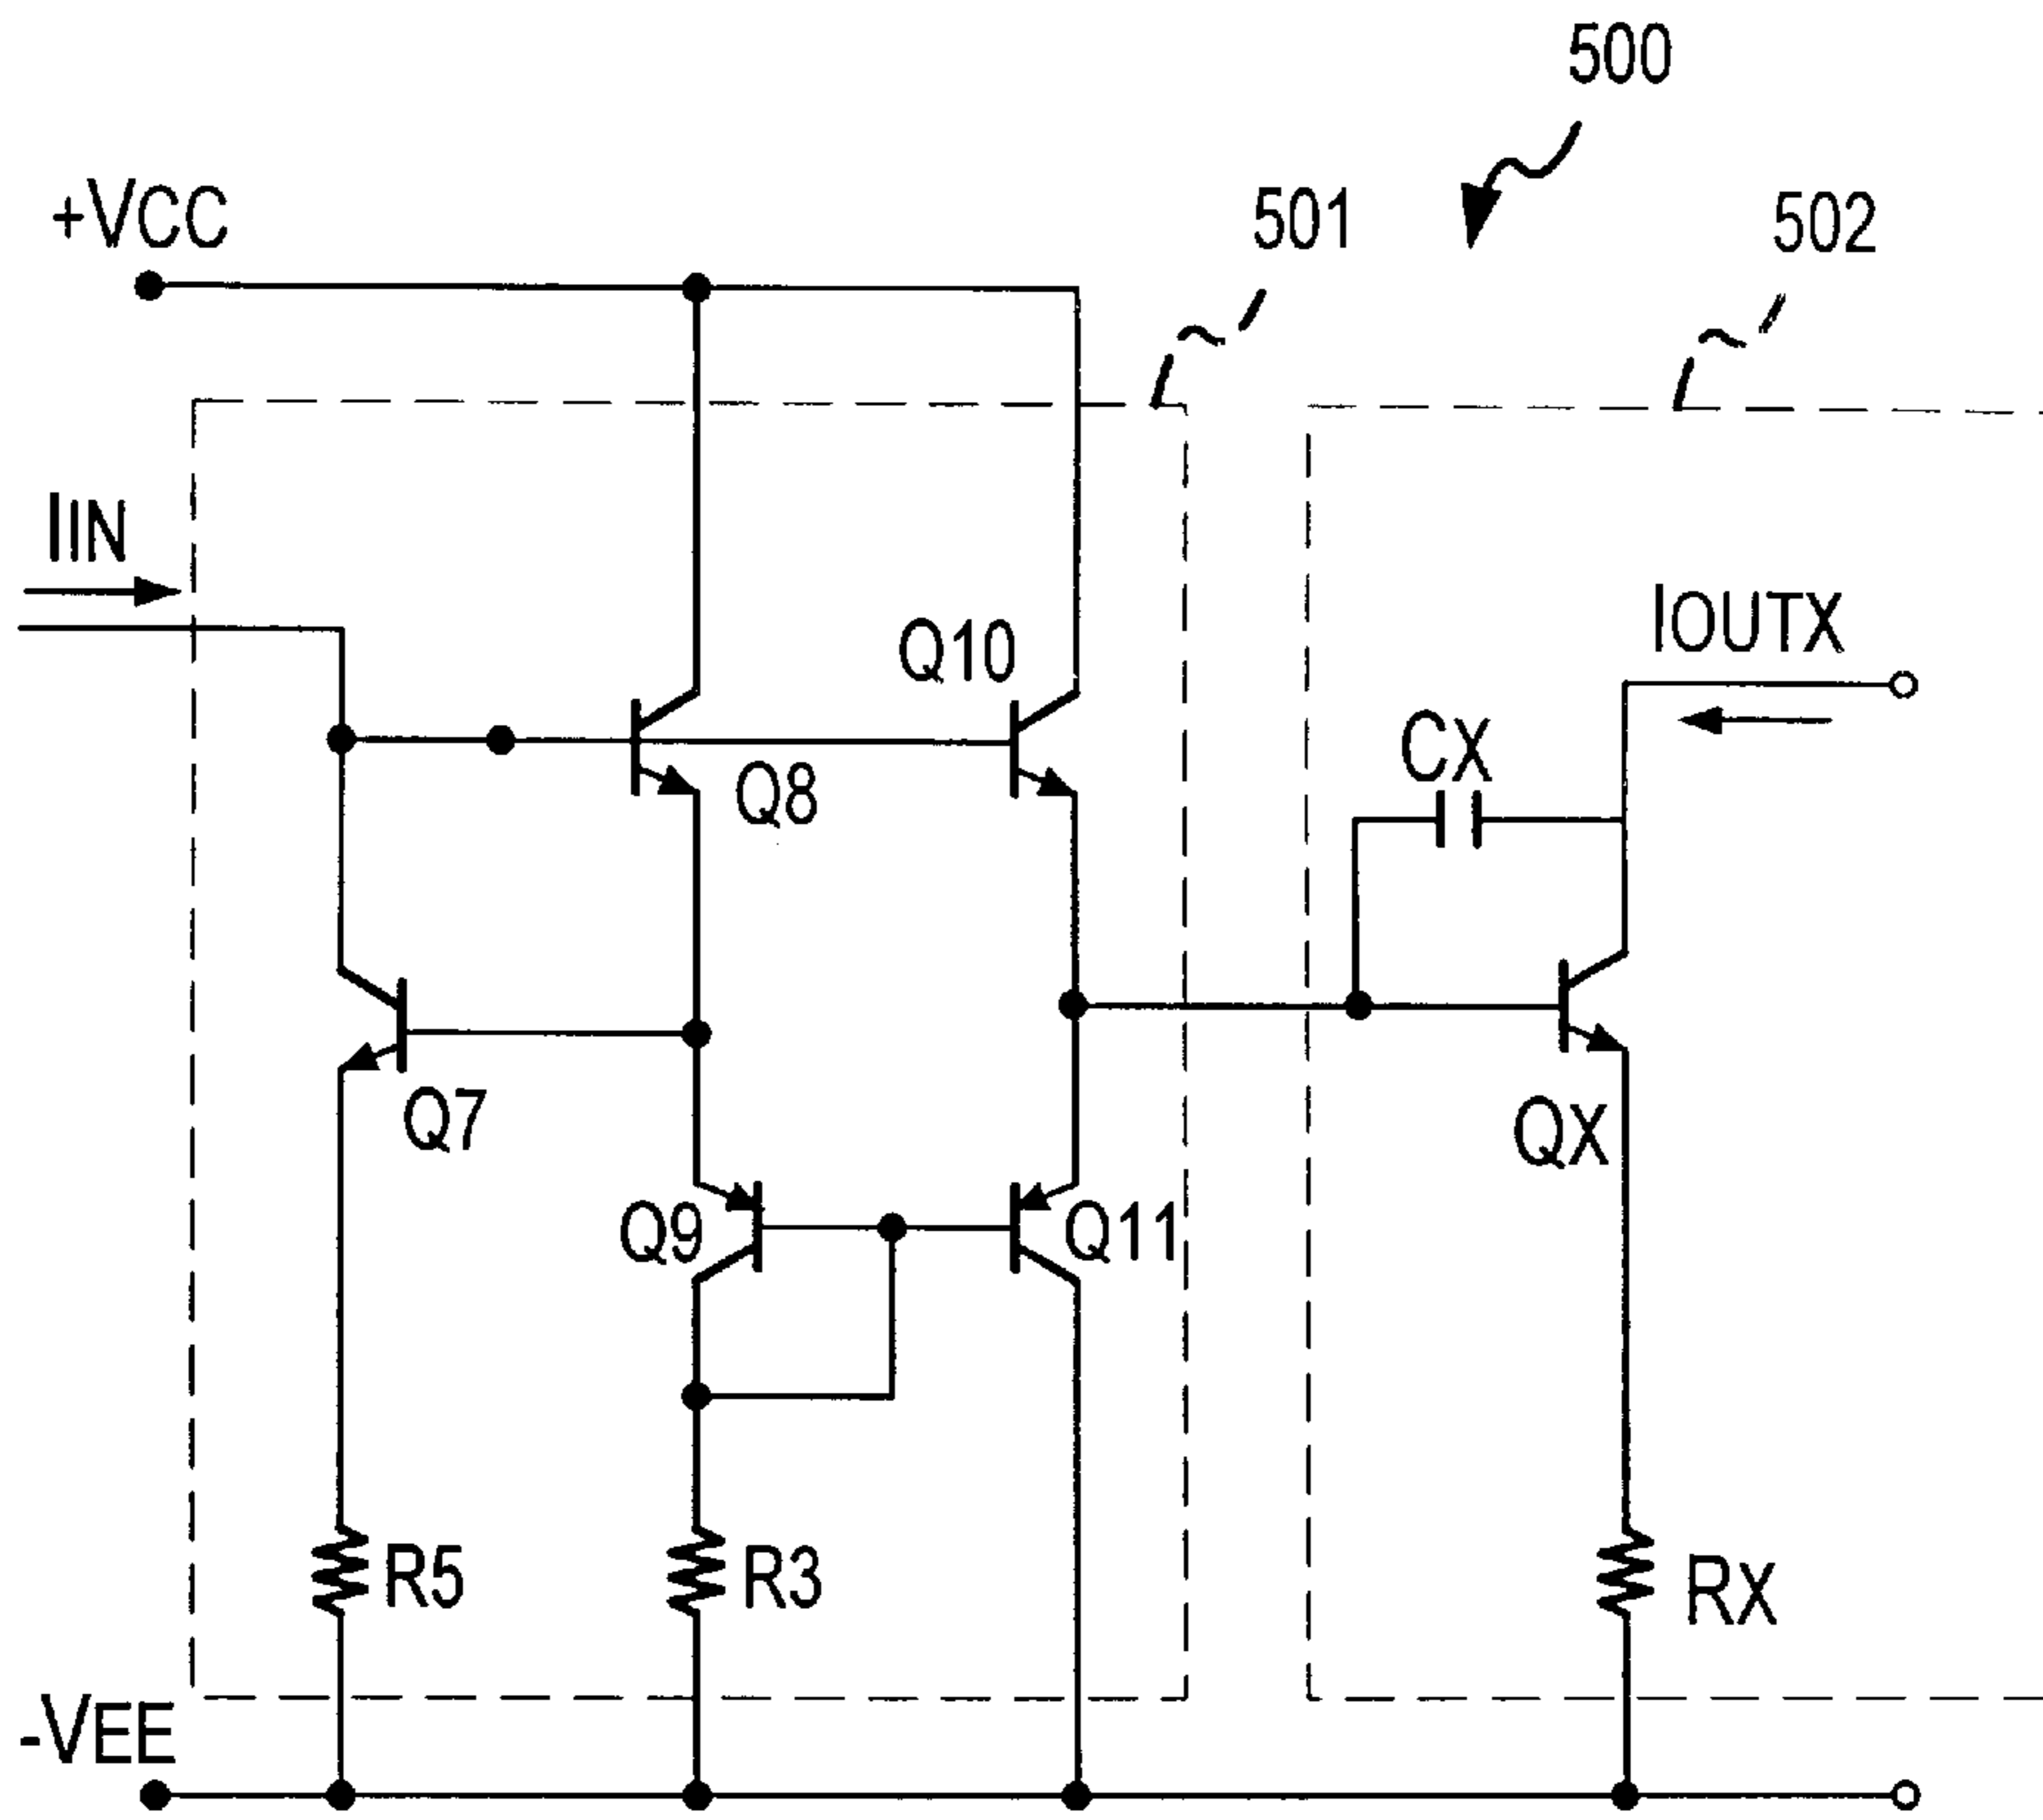 500
501
502
+VCC
IIN
Q10
IOUTX
CX
Q8
Q7
QX
Q9
Q11
R5
R3
RX
-VEE